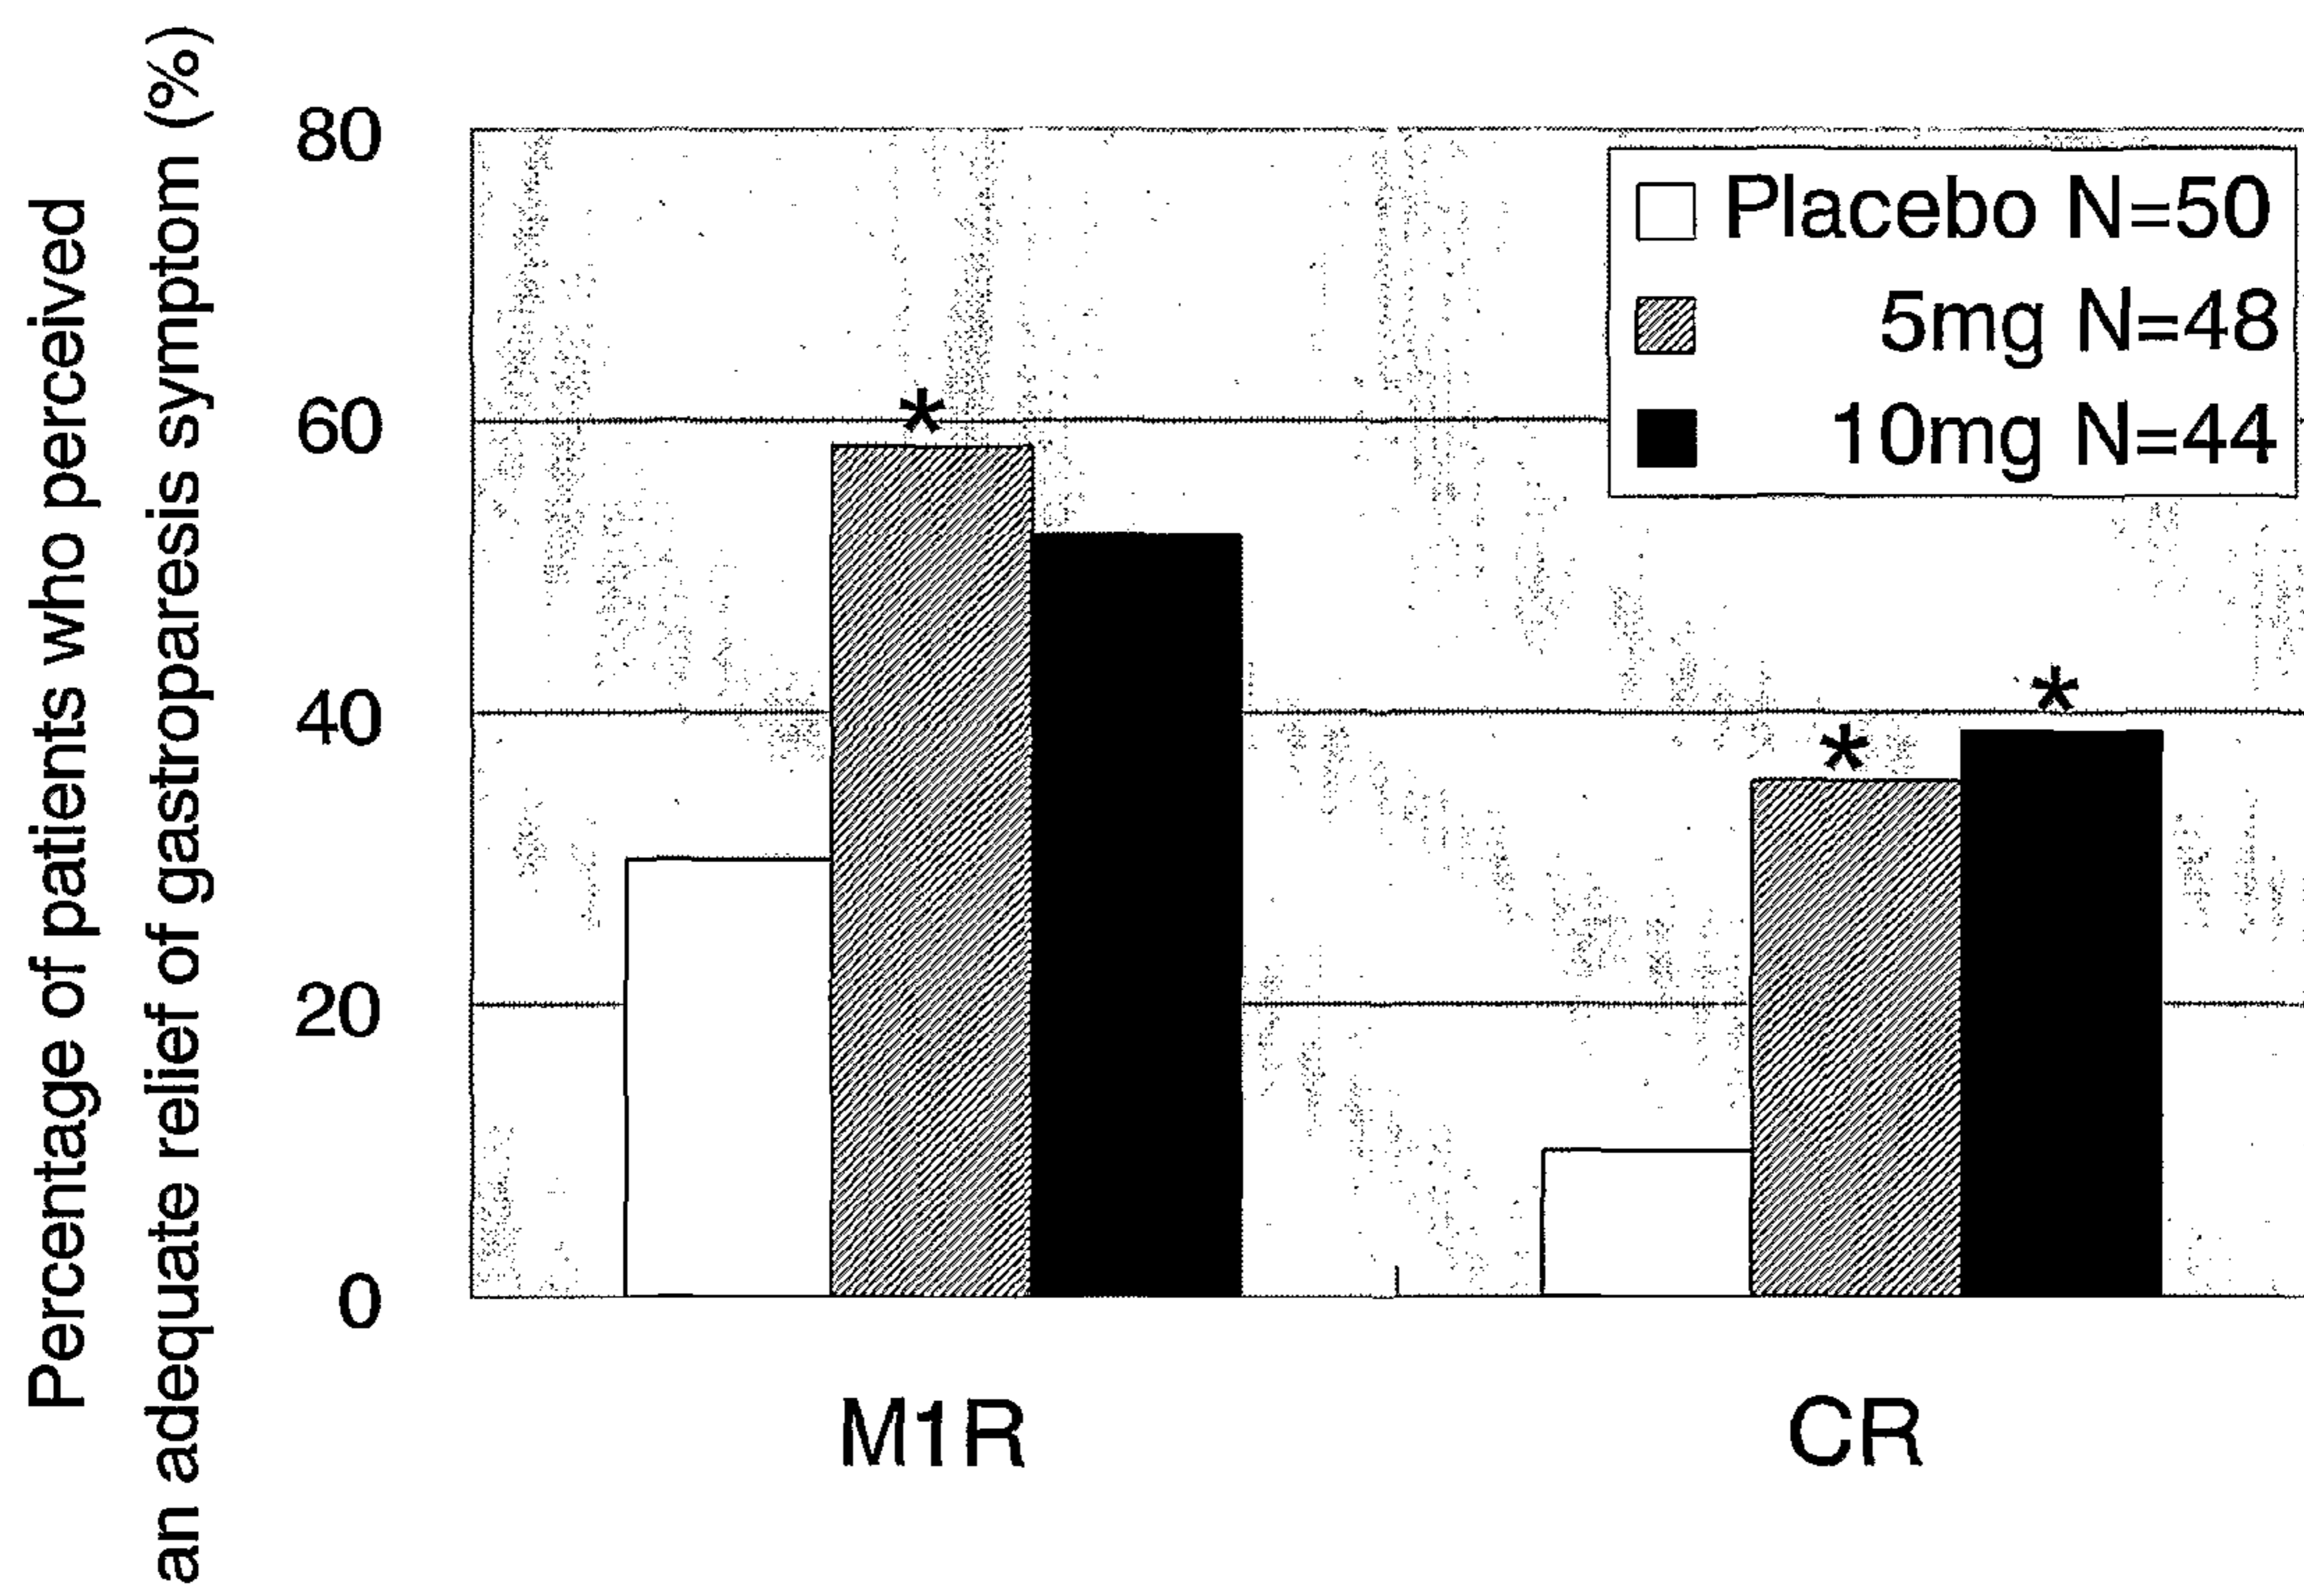 Percentage of patients who perceived
an adequate relief of gastroparesis symptom (%)
80
60
40
20
0
Placebo N=50
5mg N=48
10mg N=44
*
*
*
M1R
CR